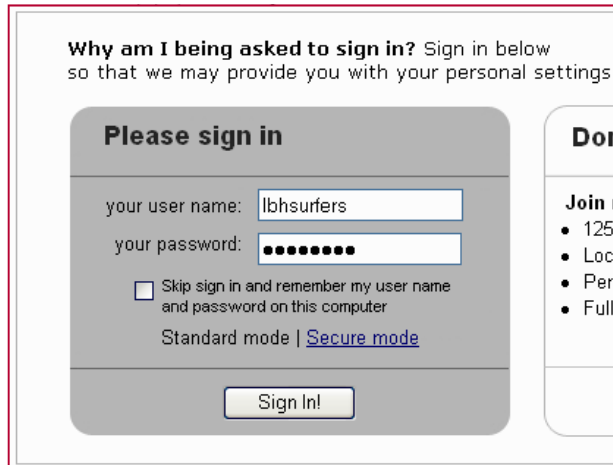 Why am I being asked to sign in? Sign in below
so that we may provide you with your personal settings
Please sign in
your user name: lbhsurfers
your password: ●●●●●●●●
Skip sign in and remember my user name
and password on this computer
Standard mode | Secure mode
Sign In!
Join
125